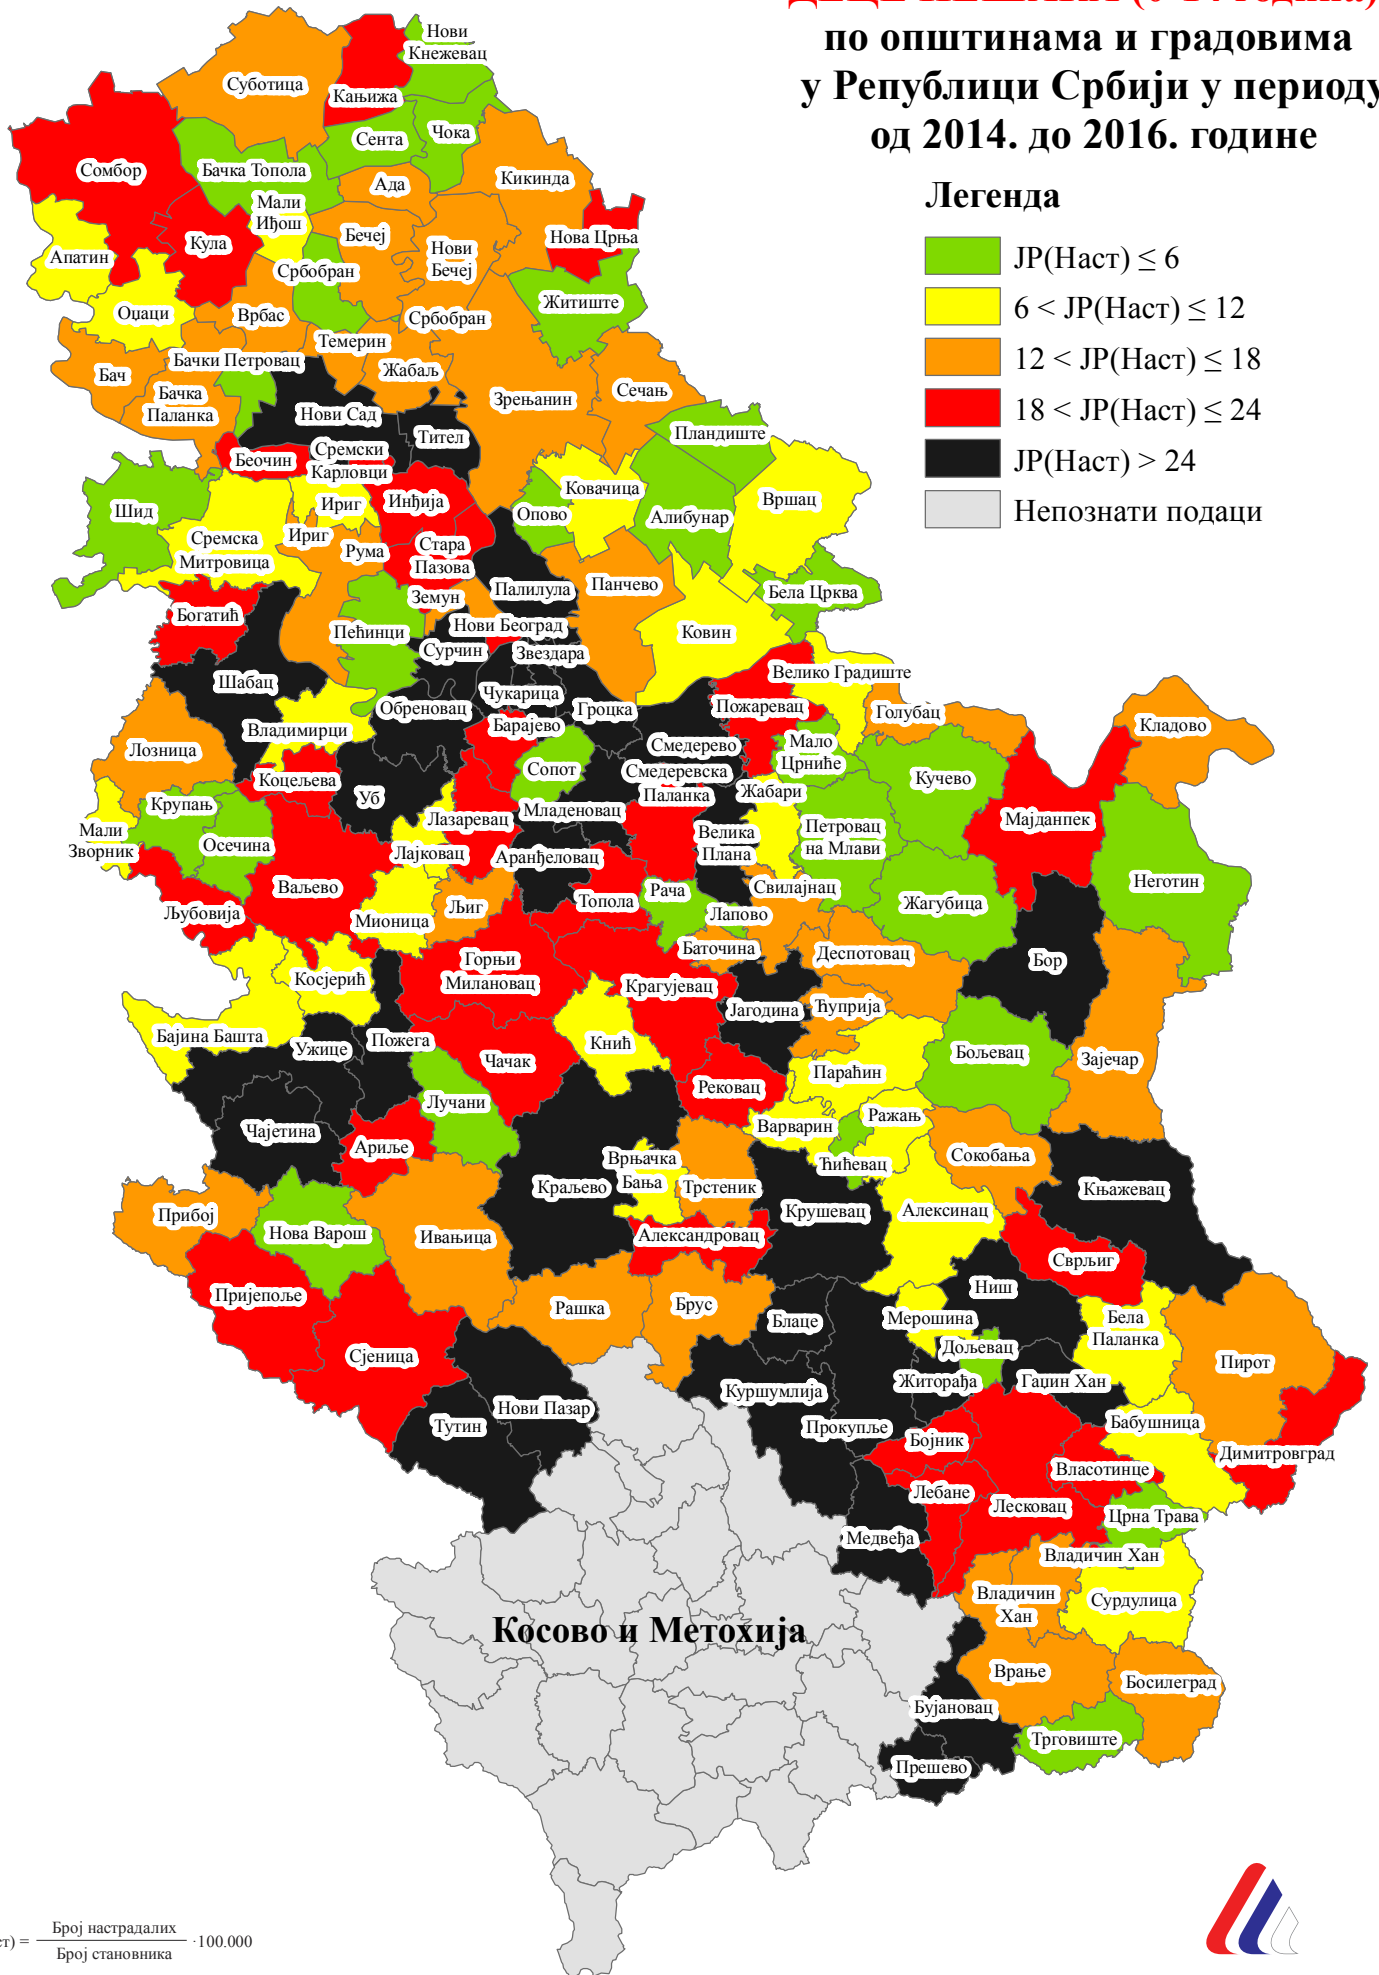 по општинама и градовима
у Републици Србији у периоду
од 2014. до 2016. године
Легенда
ЈР(Наст) ≤ 6
6 < ЈР(Наст) ≤ 12
12 < ЈР(Наст) ≤ 18
18 < ЈР(Наст) ≤ 24
ЈР(Наст) > 24
Непознати подаци
Нови
Кнежевац
Суботица
Кањижа
Чока
Сента
Сомбор
Бачка Топола
Ада
Кикинда
Мали
Иђош
Апатин
Кула
Бечеј
Нови
Бечеј
Нова Црња
Србобран
Житиште
Оџаци
Врбас
Србобран
Темерин
Бачки Петровац
Жабаљ
Бач
Бачка
Паланка
Зрењанин
Сечањ
Нови Сад
Тител
Пландиште
Сремски
Карловци
Беочин
Ковачица
Вршац
Инђија
Ириг
Шид
Опово
Алибунар
Ириг
Сремска
Митровица
Рума
Стара
Пазова
Панчево
Палилула
Бела Црква
Земун
Богатић
Нови Београд
Пећинци
Ковин
Сурчин
Звездара
Велико Градиште
Шабац
Чукарица
Обреновац
Гроцка
Пожаревац
Голубац
Кладово
Владимирци
Барајево
Лозница
Мало
Црниће
Смедерево
Сопот
Смедеревска
Паланка
Кучево
Коцељева
Жабари
Уб
Крупањ
Младеновац
Лазаревац
Мајданпек
Мали
Зворник
Велика
Плана
Петровац
на Млави
Осечина
Лајковац
Аранђеловац
Неготин
Ваљево
Свилајнац
Рача
Топола
Жагубица
Љиг
Љубовија
Мионица
Лапово
Баточина
Деспотовац
Горњи
Милановац
Бор
Косјерић
Крагујевац
Јагодина
Ћуприја
Бајина Башта
Пожега
Ужице
Кнић
Бољевац
Зајечар
Чачак
Параћин
Рековац
Лучани
Ражањ
Варварин
Чајетина
Ариље
Сокобања
Врњачка
Бања
Ћићевац
Краљево
Трстеник
Књажевац
Крушевац
Алексинац
Прибој
Нова Варош
Ивањица
Александровац
Сврљиг
Ниш
Пријепоље
Рашка
Брус
Блаце
Мерошина
Бела
Паланка
Дољевац
Сјеница
Пирот
Куршумлија
Житорађа
Гаџин Хан
Нови Пазар
Тутин
Прокупље
Бабушница
Бојник
Димитровград
Власотинце
Лебане
Лесковац
Црна Трава
Медвеђа
Владичин Хан
Владичин
Хан
Сурдулица
Косово и Метохија
Врање
Босилеград
Бујановац
Трговиште
Прешево
Број настрадалих
ст) = ·100.000
Број становника